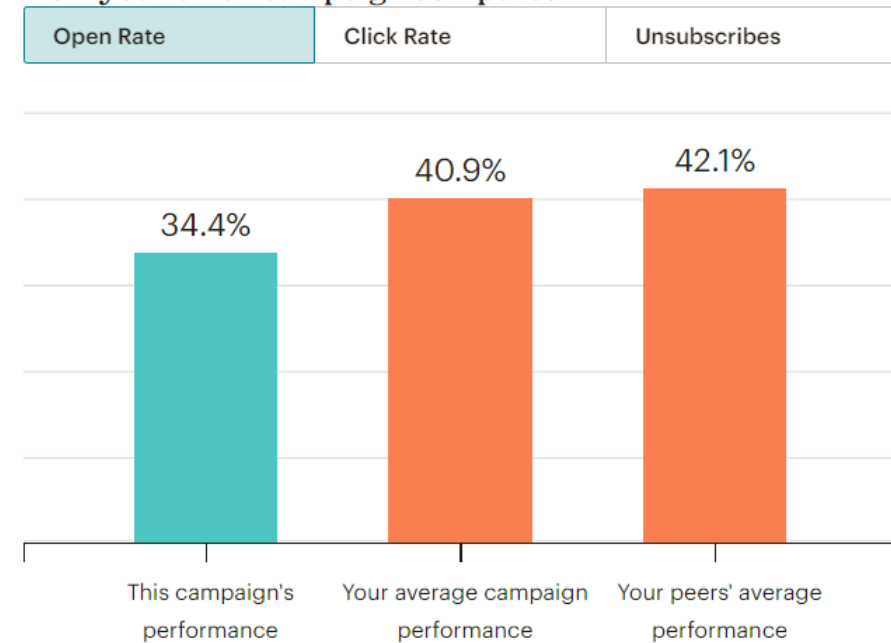 Open Rate
Click Rate
Unsubscribes
34.4%
40.9%
42.1%
This campaign's
performance
Your average campaign
performance
Your peers' average
performance